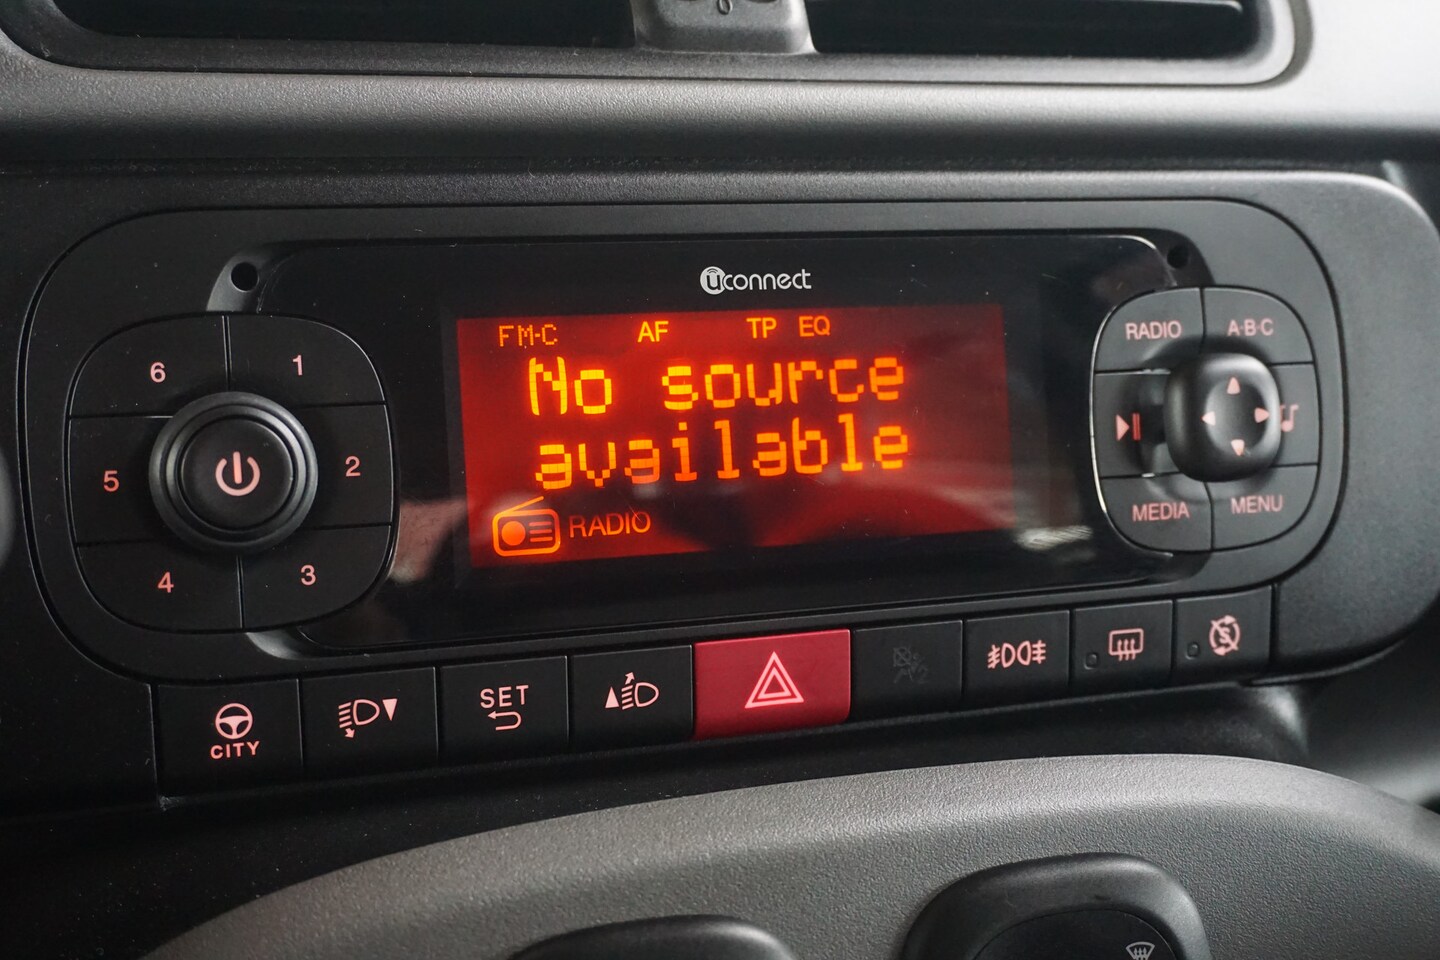 uconnect
FM-C AF TP EQ
No source
available
RADIO
6 1
5 2
4 3
RADIO A·B·C
MEDIA MENU
CITY
SET